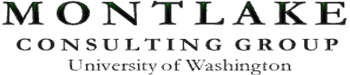 MONTLAKE
CONSULTING GROUP
University of Washington